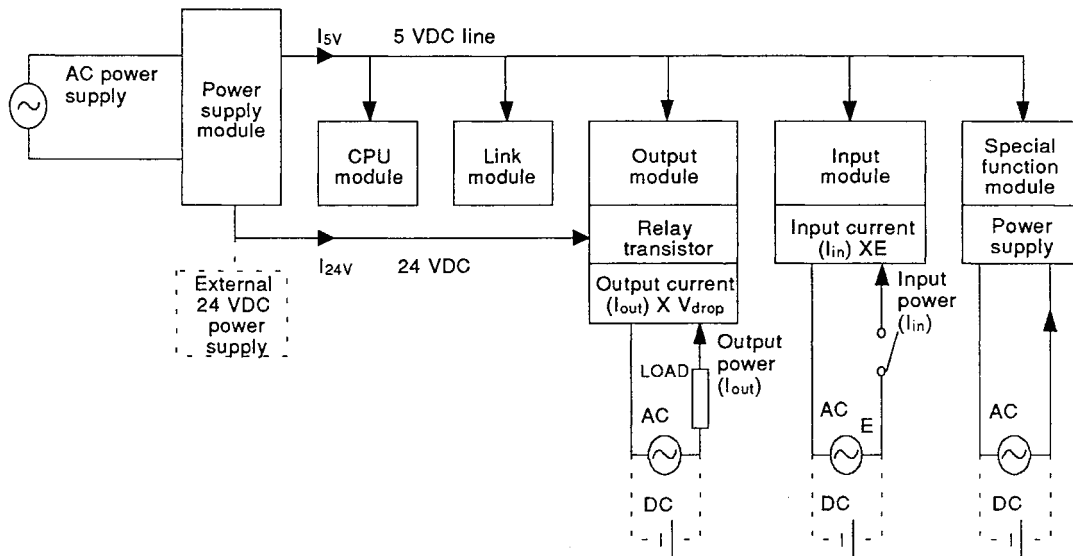 I5V
5 VDC line
AC power
supply
Power
supply
module
CPU
module
Link
module
Output
module
Input
module
Special
function
module
Relay
transistor
Input current
(Iin) XE
Power
supply
I24V
24 VDC
External
24 VDC
power
supply
Output current
(Iout) X Vdrop
Input
power
(Iin)
Output
power
(Iout)
LOAD
AC
AC
E
AC
DC
DC
DC